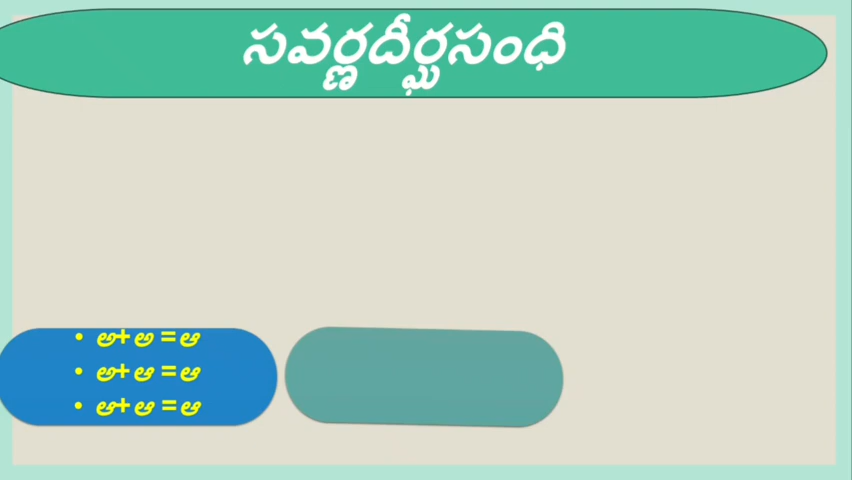 సవర్ణదీర్ఘసంధి
• అ+ అ = ఆ
• అ+ ఆ = ఆ
• ఆ+ ఆ = ఆ